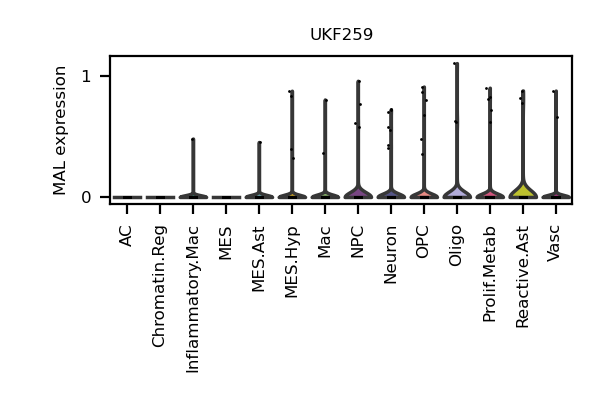 UKF259
MAL expression
1
0
AC
Chromatin.Reg
Inflammatory.Mac
MES
MES.Ast
MES.Hyp
Mac
NPC
Neuron
OPC
Oligo
Prolif.Metab
Reactive.Ast
Vasc